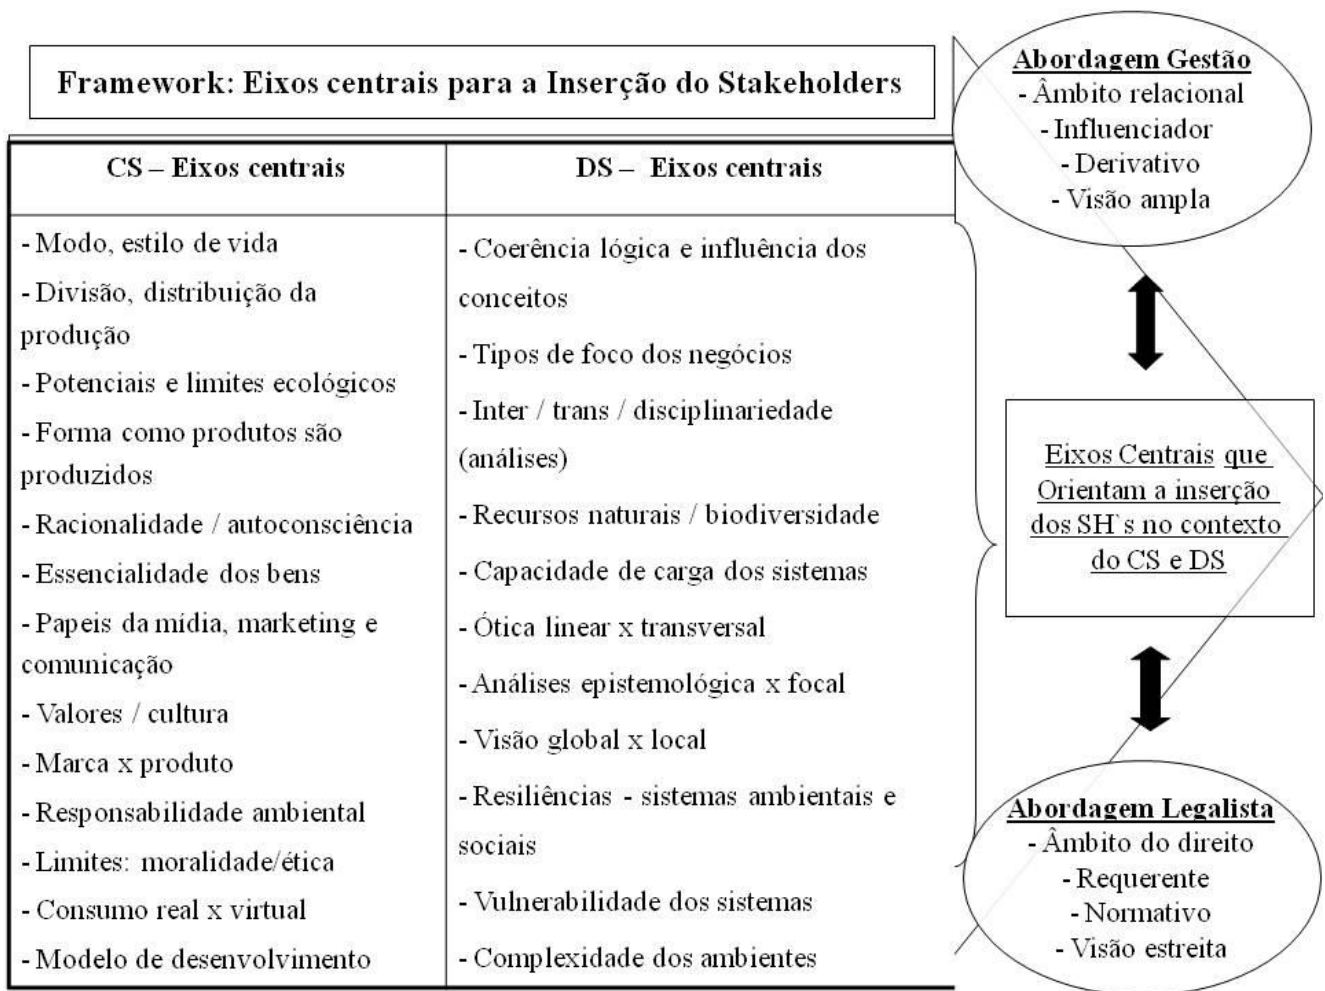 Framework: Eixos centrais para a Inserção do Stakeholders
CS – Eixos centrais
- Modo, estilo de vida
- Divisão, distribuição da
produção
- Potenciais e limites ecológicos
- Forma como produtos são
produzidos
- Racionalidade / autoconsciência
- Essencialidade dos bens
- Papeis da mídia, marketing e
comunicação
- Valores / cultura
- Marca x produto
- Responsabilidade ambiental
- Limites: moralidade/ética
- Consumo real x virtual
- Modelo de desenvolvimento
DS – Eixos centrais
- Coerência lógica e influência dos
conceitos
- Tipos de foco dos negócios
- Inter / trans / disciplinariedade
(análises)
- Recursos naturais / biodiversidade
- Capacidade de carga dos sistemas
- Ótica linear x transversal
- Análises epistemológica x focal
- Visão global x local
- Resiliências - sistemas ambientais e
sociais
- Vulnerabilidade dos sistemas
- Complexidade dos ambientes
Abordagem Gestão
- Âmbito relacional
- Influenciador
- Derivativo
- Visão ampla
Eixos Centrais que
Orientam a inserção
dos SH`s no contexto
do CS e DS
Abordagem Legalista
- Âmbito do direito
- Requerente
- Normativo
- Visão estreita